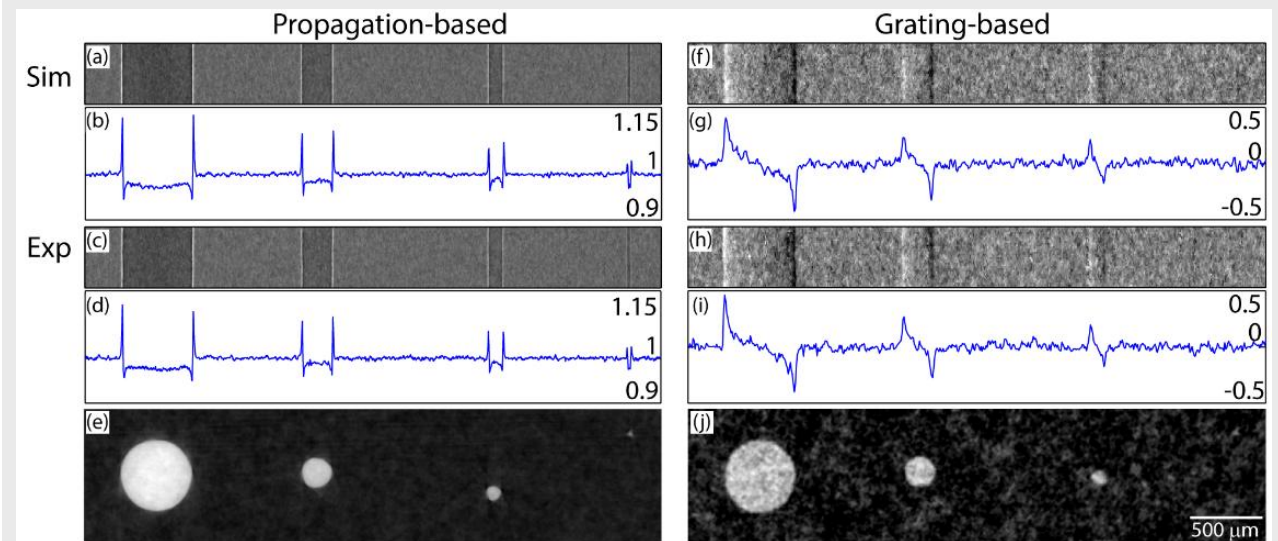 Propagation-based
Grating-based
Sim
(a)
(f)
(b)
1.15
1
0.9
(g)
0.5
0
-0.5
Exp
(c)
(h)
(d)
1.15
1
0.9
(i)
0.5
0
-0.5
(e)
(j)
500 µm